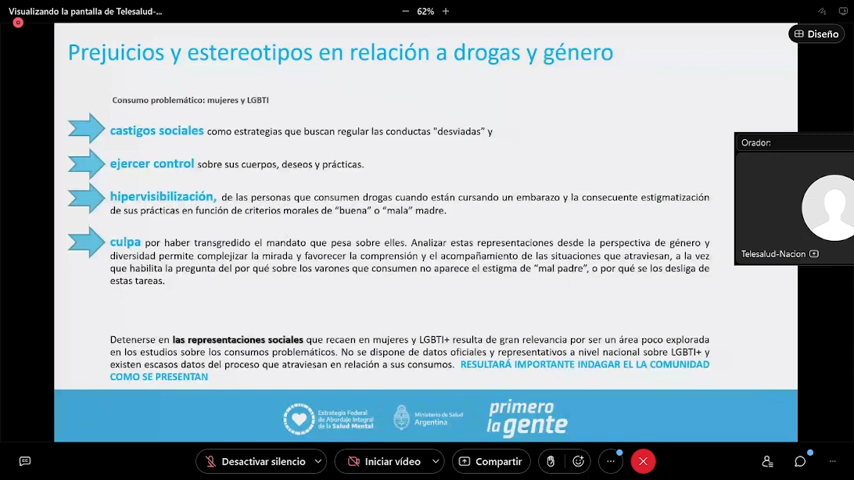 Visualizando la pantalla de Telesalud-...
62%
Diseño
Prejuicios y estereotipos en relación a drogas y género
Consumo problemático: mujeres y LGBTI
castigos sociales como estrategias que buscan regular las conductas "desviadas" y
ejercer control sobre sus cuerpos, deseos y prácticas.
hipervisibilización, de las personas que consumen drogas cuando están cursando un embarazo y la consecuente estigmatización
de sus prácticas en función de criterios morales de "buena" o "mala" madre.
culpa por haber transgredido el mandato que pesa sobre elles. Analizar estas representaciones desde la perspectiva de género y
diversidad permite complejizar la mirada y favorecer la comprensión y el acompañamiento de las situaciones que atraviesan, a la vez
que habilita la pregunta del por qué sobre los varones que consumen no aparece el estigma de "mal padre", o por qué se los desliga de
estas tareas.
Orador:
Telesalud-Nacion
Detenerse en las representaciones sociales que recaen en mujeres y LGBTI+ resulta de gran relevancia por ser un área poco explorada
en los estudios sobre los consumos problemáticos. No se dispone de datos oficiales y representativos a nivel nacional sobre LGBTI+ y
existen escasos datos del proceso que atraviesan en relación a sus consumos. RESULTARÁ IMPORTANTE INDAGAR EL LA COMUNIDAD
COMO SE PRESENTAN
Estrategia Federal
de Abordaje Integral
de la Salud Mental
Ministerio de Salud
Argentina
primero
la gente
Desactivar silencio
Iniciar vídeo
Compartir